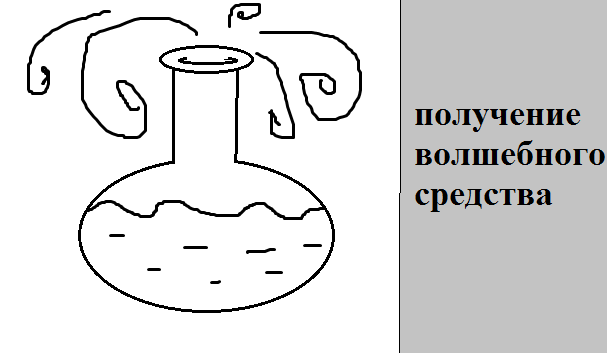 получение
волшебного
средства